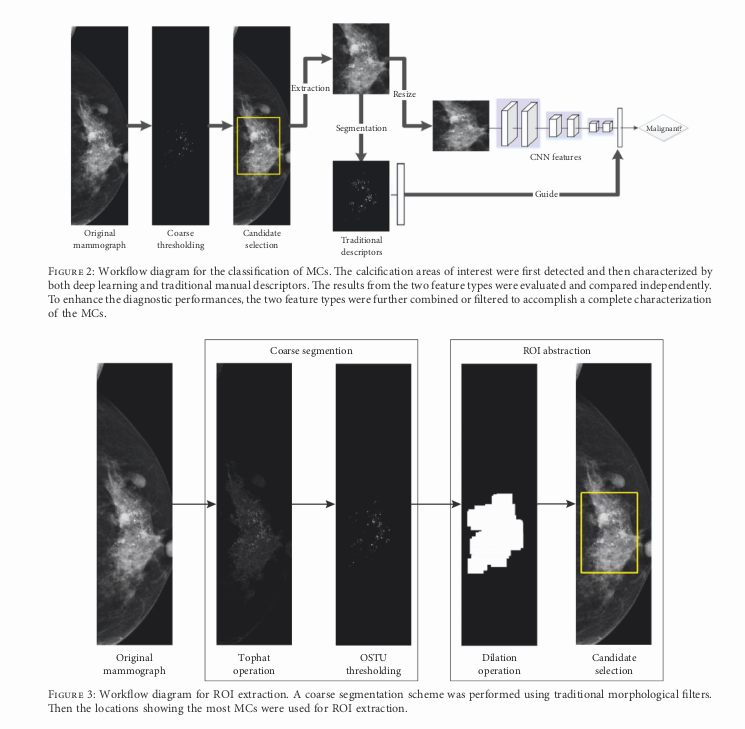 Extraction
Resize
Segmentation
CNN features
Malignant?
Guide
Original
mammograph
Coarse
thresholding
Candidate
selection
Traditional
descriptors
FIGURE 2: Workflow diagram for the classification of MCs. The calcification areas of interest were first detected and then characterized by
both deep learning and traditional manual descriptors. The results from the two feature types were evaluated and compared independently.
To enhance the diagnostic performances, the two feature types were further combined or filtered to accomplish a complete characterization
of the MCs.
Coarse segmention
ROI abstraction
Original
mammograph
Tophat
operation
OSTU
thresholding
Dilation
operation
Candidate
selection
FIGURE 3: Workflow diagram for ROI extraction. A coarse segmentation scheme was performed using traditional morphological filters.
Then the locations showing the most MCs were used for ROI extraction.